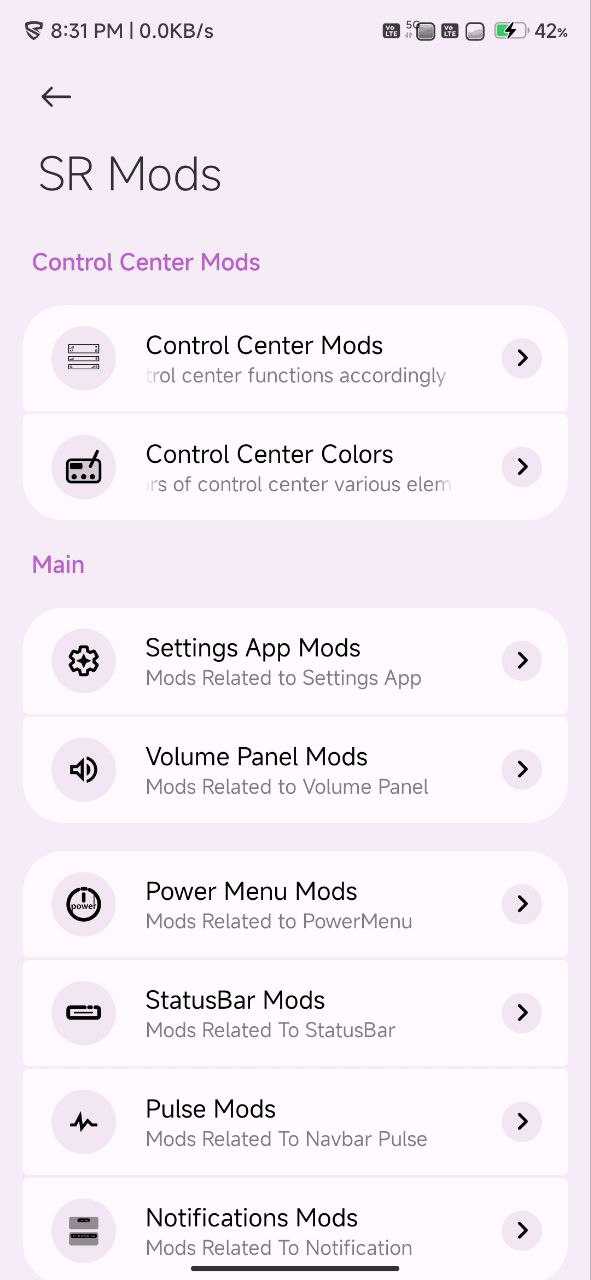 8:31 PM | 0.0KB/s
Vo LTE 5G Vo LTE 42%
SR Mods
Control Center Mods
Control Center Mods
trol center functions accordingly
Control Center Colors
rs of control center various elem
Main
Settings App Mods
Mods Related to Settings App
Volume Panel Mods
Mods Related to Volume Panel
power
Power Menu Mods
Mods Related to PowerMenu
StatusBar Mods
Mods Related To StatusBar
Pulse Mods
Mods Related To Navbar Pulse
Notifications Mods
Mods Related To Notification